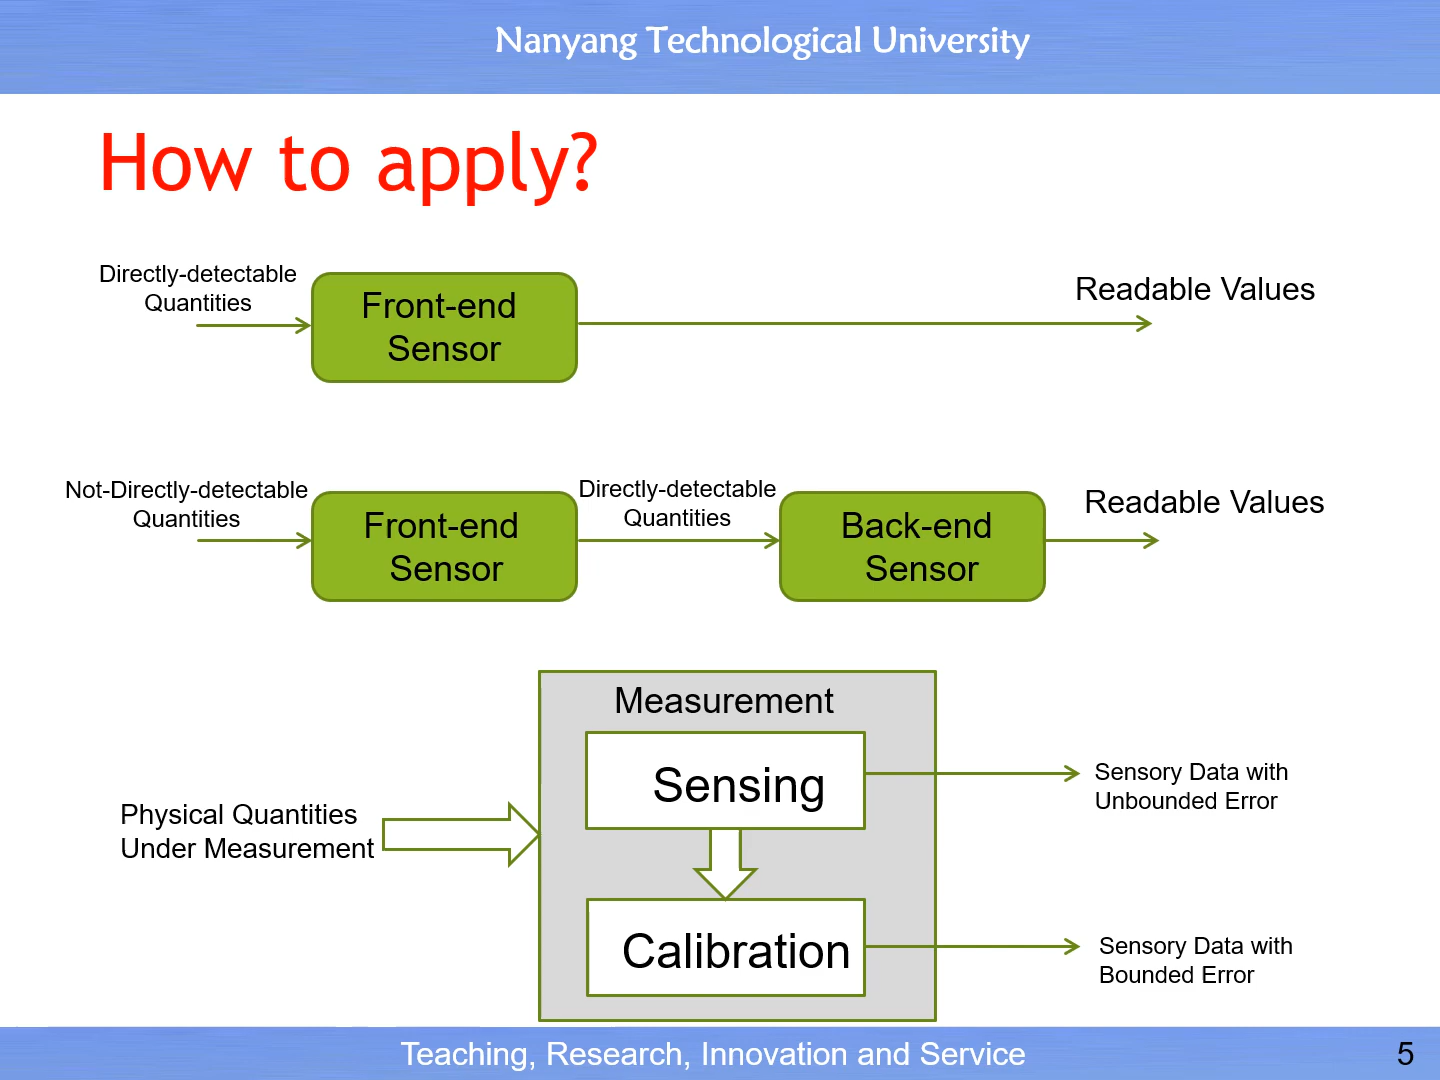 Nanyang Technological University
How to apply?
Directly-detectable
Quantities
Front-end
Sensor
Readable Values
Not-Directly-detectable
Quantities
Front-end
Sensor
Directly-detectable
Quantities
Back-end
Sensor
Readable Values
Measurement
Sensing
Sensory Data with
Unbounded Error
Physical Quantities
Under Measurement
Calibration
Sensory Data with
Bounded Error
Teaching, Research, Innovation and Service
5